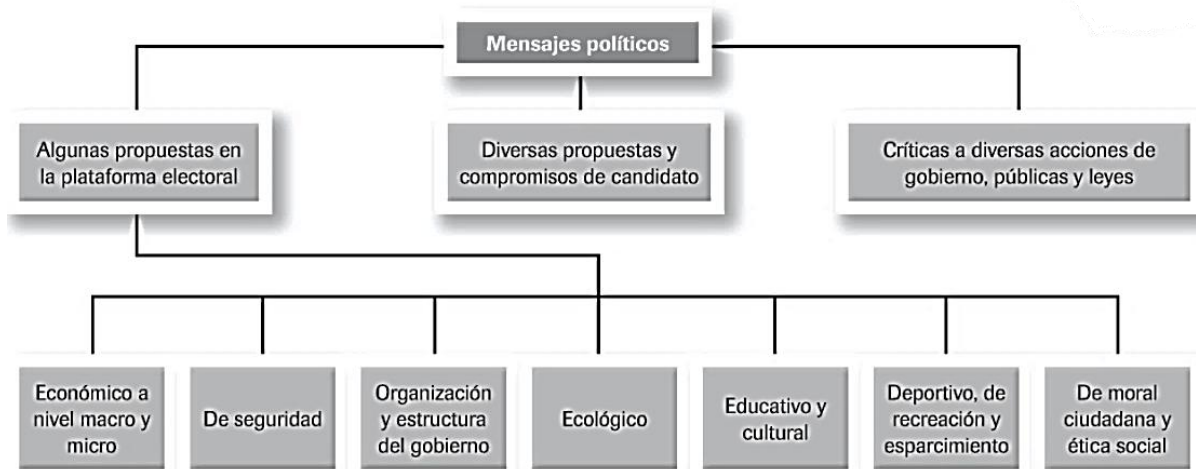 Mensajes políticos
Algunas propuestas en
la plataforma electoral
Diversas propuestas y
compromisos de candidato
Críticas a diversas acciones de
gobierno, públicas y leyes
Económico a
nivel macro y
micro
De seguridad
Organización
y estructura
del gobierno
Ecológico
Educativo y
cultural
Deportivo, de
recreación y
esparcimiento
De moral
ciudadana y
ética social